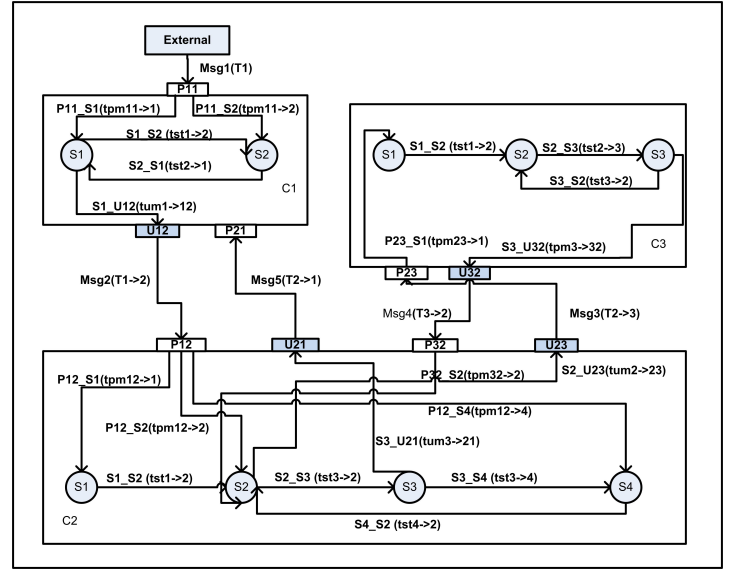 External
Msg1(T1)
P11
P11_S1(tpm11->1)
P11_S2(tpm11->2)
S1_S2 (tst1->2)
S1
S2
S2_S1(tst2->1)
C1
S1_U12(tum1->12)
U12
P21
S1
S1_S2 (tst1->2)
S2
S2_S3(tst2->3)
S3
S3_S2(tst3->2)
P23_S1(tpm23->1)
S3_U32(tpm3->32)
C3
P23
U32
Msg2(T1->2)
Msg5(T2->1)
Msg4(T3->2)
Msg3(T2->3)
P12
U21
P32
U23
P12_S1(tpm12->1)
P32_S2(tpm32->2)
S2_U23(tum2->23)
P12_S2(tpm12->2)
P12_S4(tpm12->4)
S3_U21(tum3->21)
S1
S1_S2 (tst1->2)
S2
S2_S3 (tst3->2)
S3
S3_S4 (tst3->4)
S4
C2
S4_S2 (tst4->2)